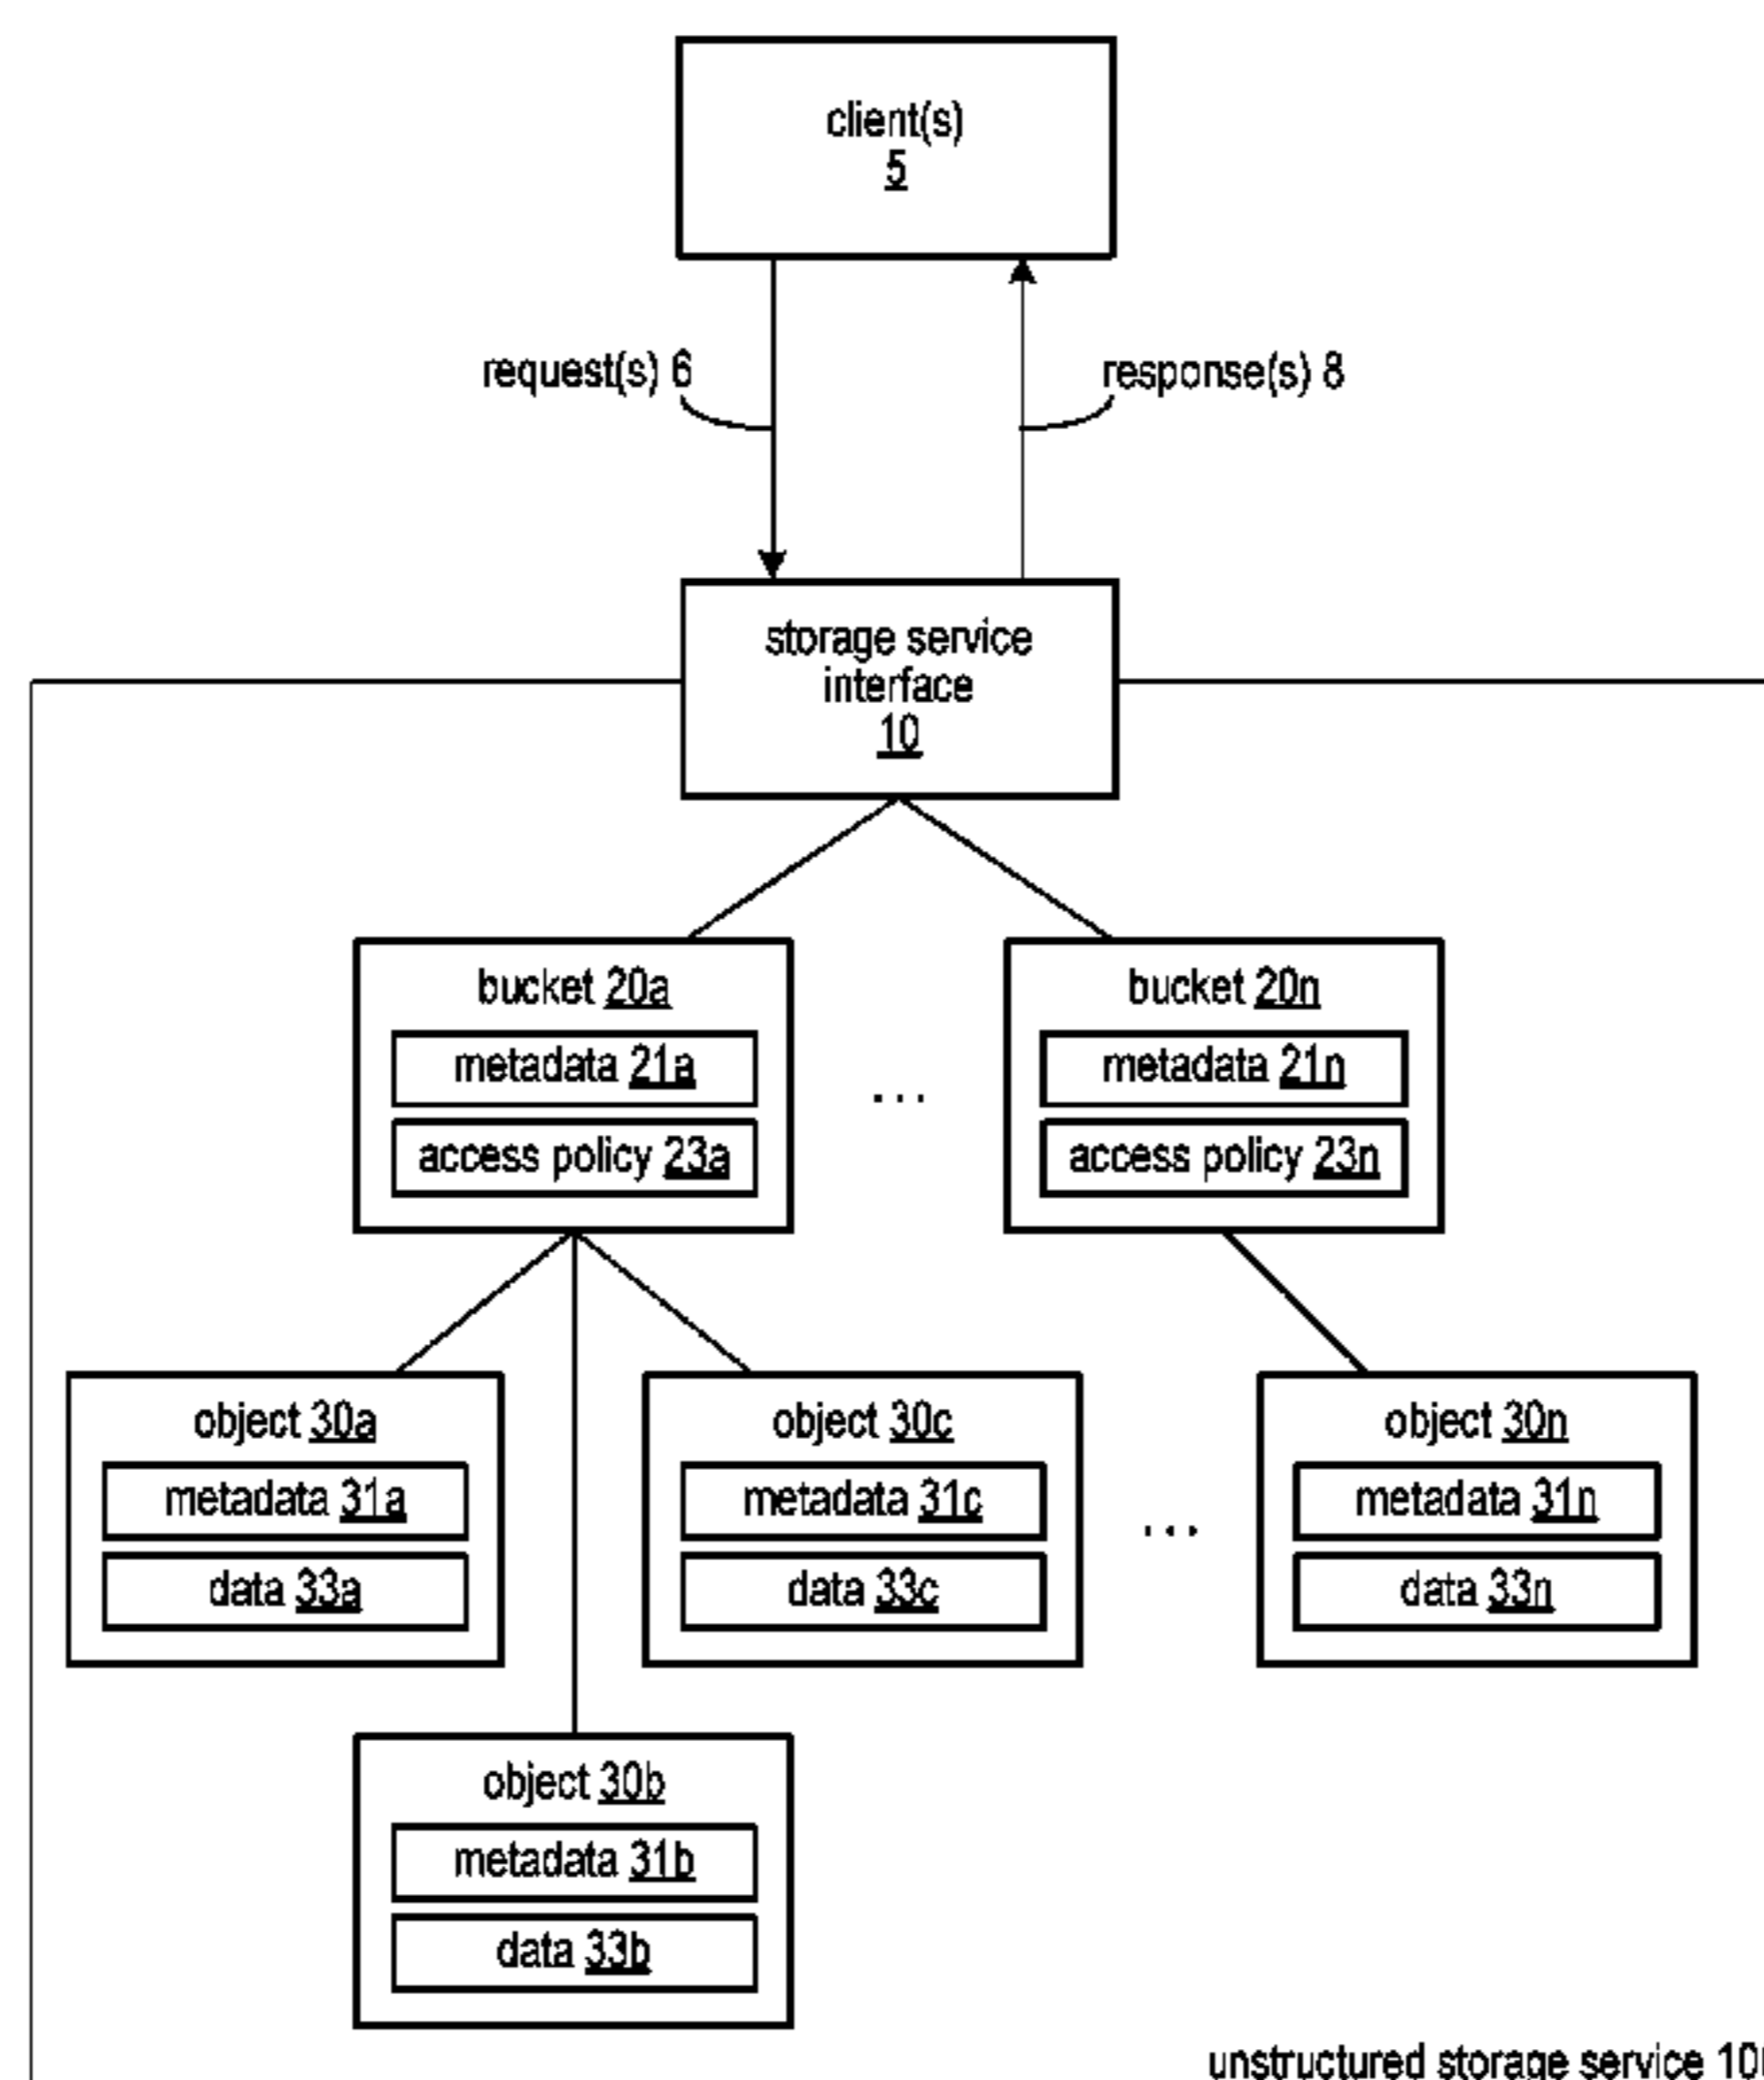 client(s)
5
request(s) 6
response(s) 8
storage service
interface
10
bucket 20a
metadata 21a
access policy 23a
...
bucket 20n
metadata 21n
access policy 23n
object 30a
metadata 31a
data 33a
object 30c
metadata 31c
data 33c
...
object 30n
metadata 31n
data 33n
object 30b
metadata 31b
data 33b
unstructured storage service